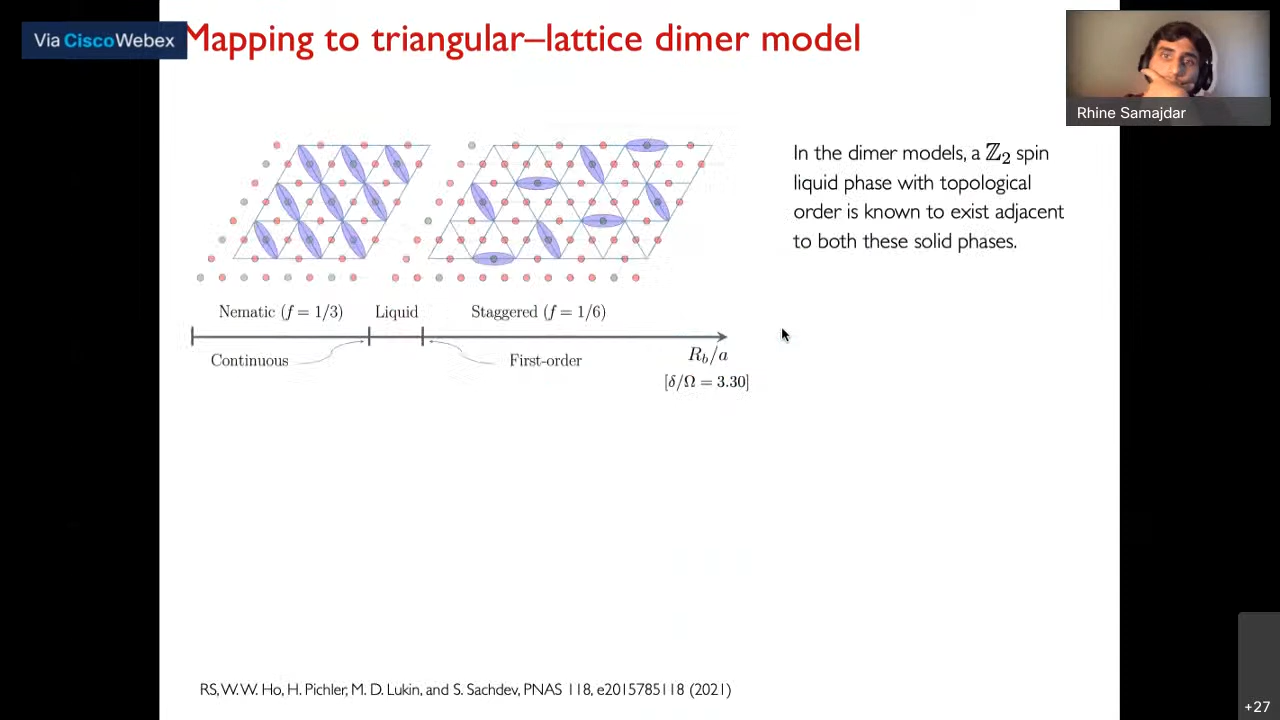 Via CiscoWebex
Mapping to triangular–lattice dimer model
Rhine Samajdar
In the dimer models, a ℤ₂ spin
liquid phase with topological
order is known to exist adjacent
to both these solid phases.
Nematic (f = 1/3)
Liquid
Staggered (f = 1/6)
Continuous
First-order
R_b/a
[δ/Ω = 3.30]
RS, W. W. Ho, H. Pichler, M. D. Lukin, and S. Sachdev, PNAS 118, e2015785118 (2021)
+27